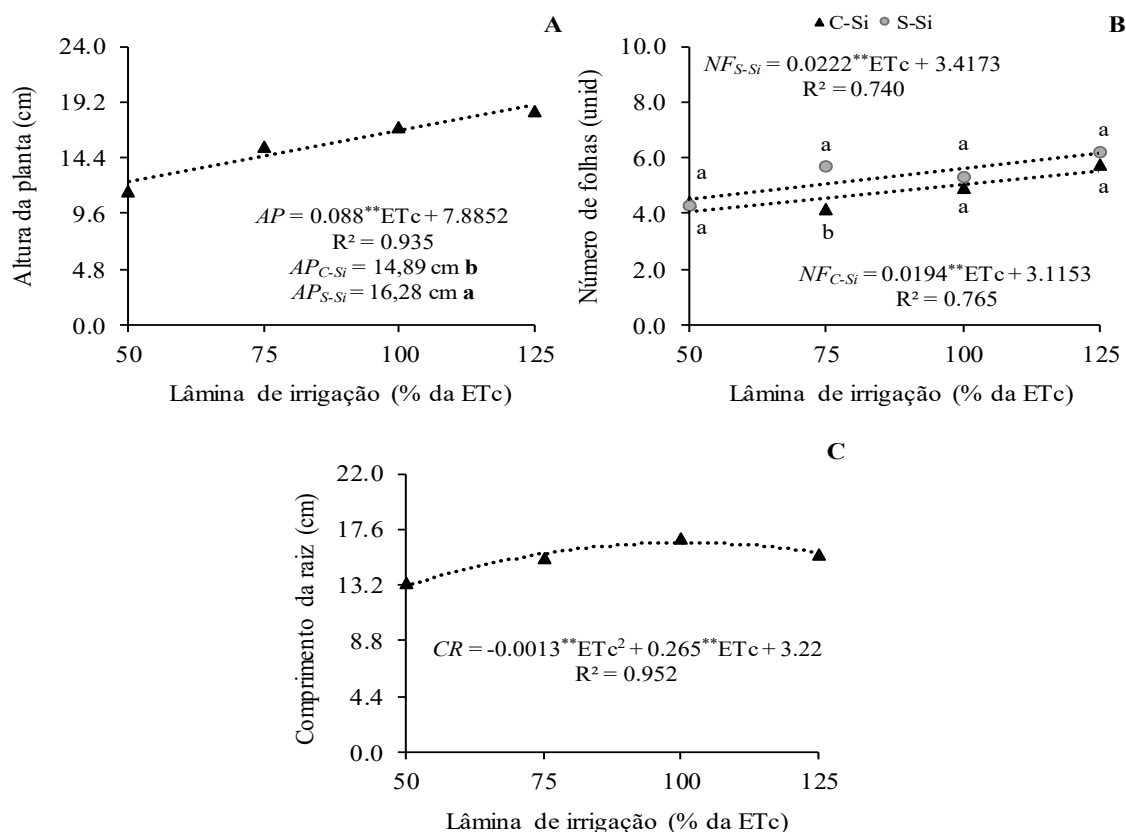 A
24.0
19.2
14.4
9.6
4.8
0.0
50 75 100 125
Altura da planta (cm)
Lâmina de irrigação (% da ETc)
AP = 0.088**ETc + 7.8852
R² = 0.935
AP C-Si = 14,89 cm b
AP S-Si = 16,28 cm a
C-Si S-Si
B
10.0
8.0
6.0
4.0
2.0
0.0
50 75 100 125
Número de folhas (unid)
Lâmina de irrigação (% da ETc)
NF S-Si = 0.0222**ETc + 3.4173
R² = 0.740
a a a a
a b a a
NF C-Si = 0.0194**ETc + 3.1153
R² = 0.765
C
22.0
17.6
13.2
8.8
4.4
0.0
50 75 100 125
Comprimento da raiz (cm)
Lâmina de irrigação (% da ETc)
CR = -0.0013**ETc² + 0.265**ETc + 3.22
R² = 0.952